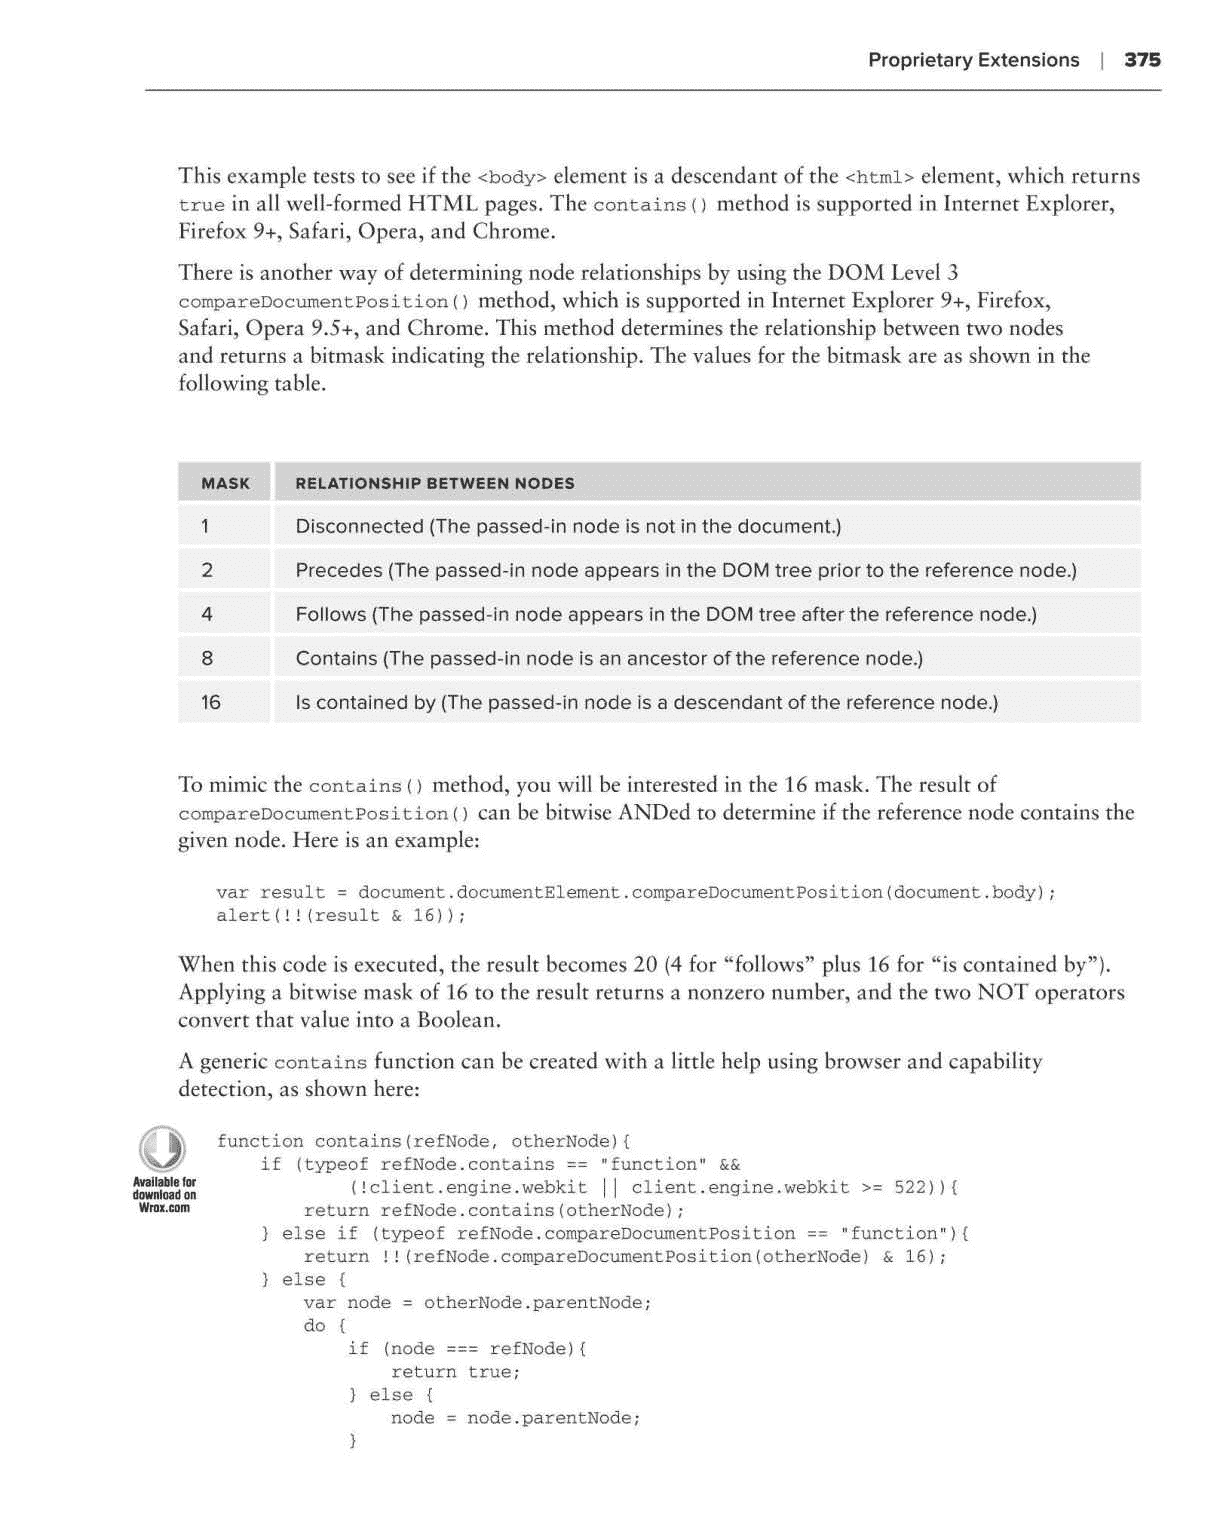 Proprietary Extensions | 375
This example tests to see if the <body> element is a descendant of the <html> element, which returns
true in all well-formed HTML pages. The contains() method is supported in Internet Explorer,
Firefox 9+, Safari, Opera, and Chrome.
There is another way of determining node relationships by using the DOM Level 3
compareDocumentPosition() method, which is supported in Internet Explorer 9+, Firefox,
Safari, Opera 9.5+, and Chrome. This method determines the relationship between two nodes
and returns a bitmask indicating the relationship. The values for the bitmask are as shown in the
following table.
MASK RELATIONSHIP BETWEEN NODES
1 Disconnected (The passed-in node is not in the document.)
2 Precedes (The passed-in node appears in the DOM tree prior to the reference node.)
4 Follows (The passed-in node appears in the DOM tree after the reference node.)
8 Contains (The passed-in node is an ancestor of the reference node.)
16 Is contained by (The passed-in node is a descendant of the reference node.)
To mimic the contains() method, you will be interested in the 16 mask. The result of
compareDocumentPosition() can be bitwise ANDed to determine if the reference node contains the
given node. Here is an example:
var result = document.documentElement.compareDocumentPosition(document.body);
alert(!!(result & 16));
When this code is executed, the result becomes 20 (4 for “follows” plus 16 for “is contained by”).
Applying a bitwise mask of 16 to the result returns a nonzero number, and the two NOT operators
convert that value into a Boolean.
A generic contains function can be created with a little help using browser and capability
detection, as shown here:
Available for
download on
Wrox.com
function contains(refNode, otherNode){
    if (typeof refNode.contains == "function" &&
            (!client.engine.webkit || client.engine.webkit >= 522)){
        return refNode.contains(otherNode);
    } else if (typeof refNode.compareDocumentPosition == "function"){
        return !!(refNode.compareDocumentPosition(otherNode) & 16);
    } else {
        var node = otherNode.parentNode;
        do {
            if (node === refNode){
                return true;
            } else {
                node = node.parentNode;
            }